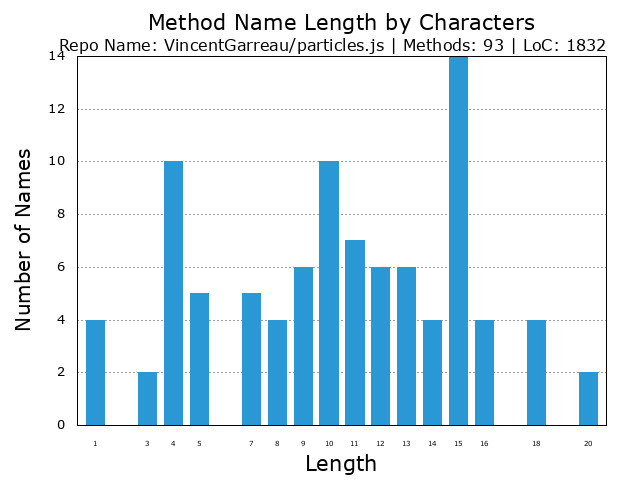 Method Name Length by Characters
Repo Name: VincentGarreau/particles.js | Methods: 93 | LoC: 1832
14
12
10
8
6
4
2
0
Number of Names
1 3 4 5 7 8 9 10 11 12 13 14 15 16 18 20
Length